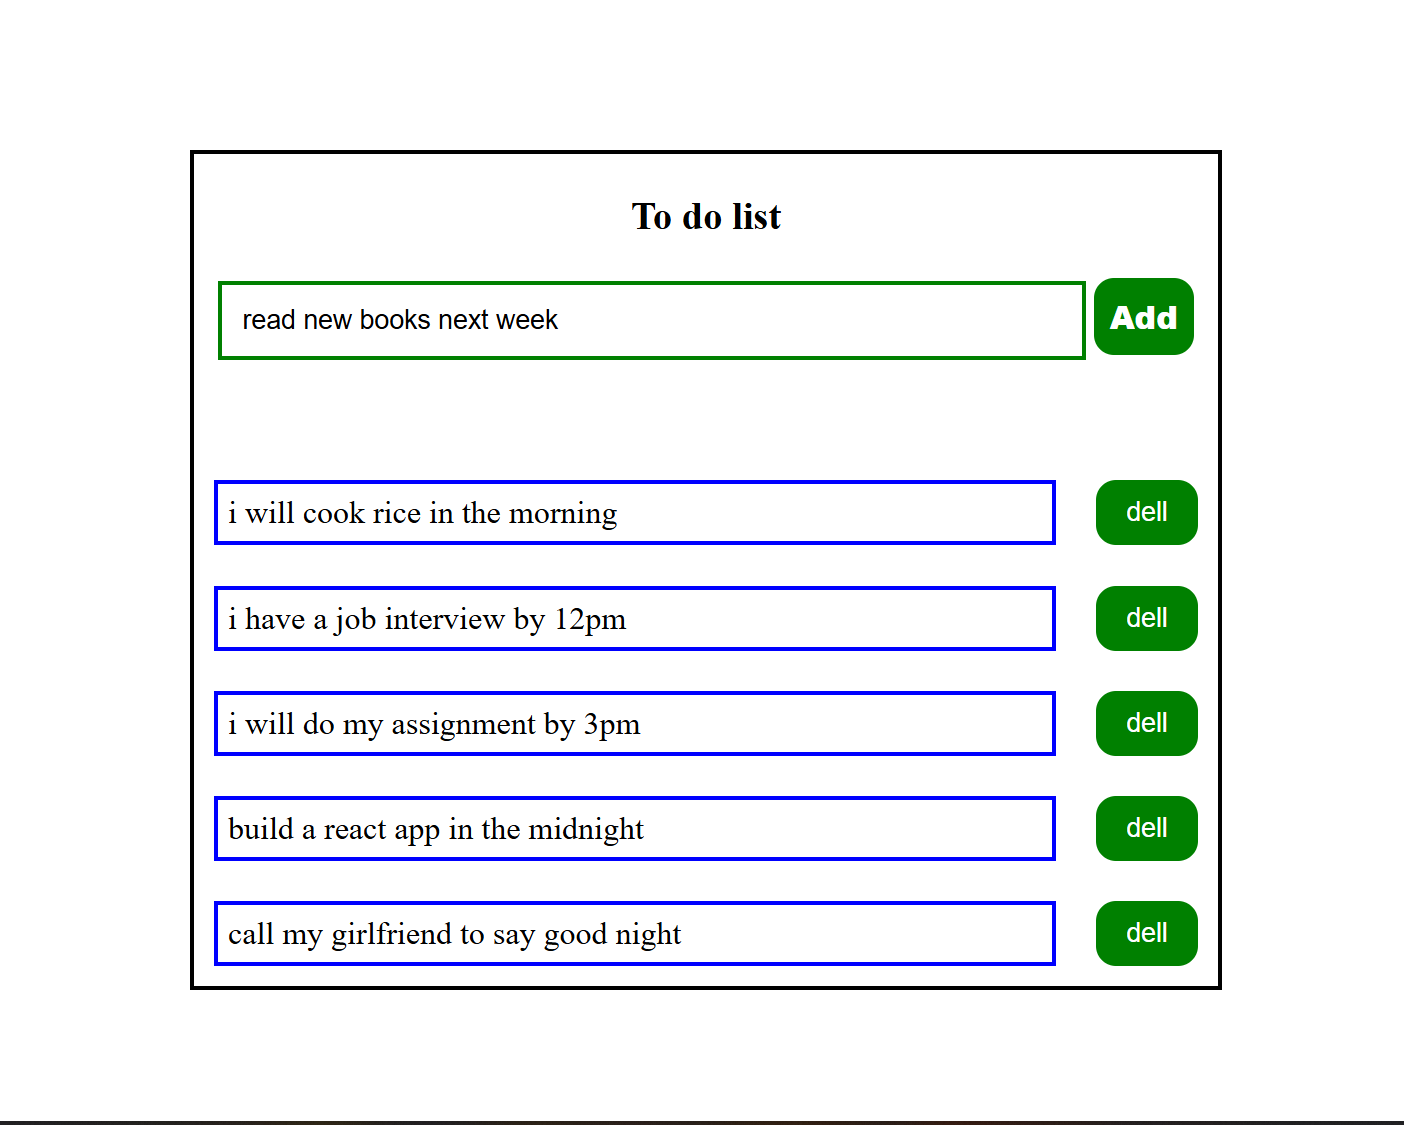 To do list
read new books next week Add
i will cook rice in the morning dell
i have a job interview by 12pm dell
i will do my assignment by 3pm dell
build a react app in the midnight dell
call my girlfriend to say good night dell